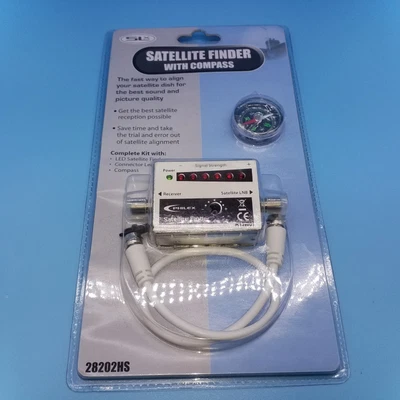 SLx
SATELLITE FINDER
WITH COMPASS
The fast way to align
your satellite dish for
the best sound and
picture quality
• Get the best satellite
reception possible
• Save time and take
the trial and error out
of satellite alignment
Complete Kit with:
• LED Satellite Finder
• Connector Lead
• Compass
Signal Strength
Power
Receiver
Satellite LNB
PHILEX
Satellite Finder
28202HS